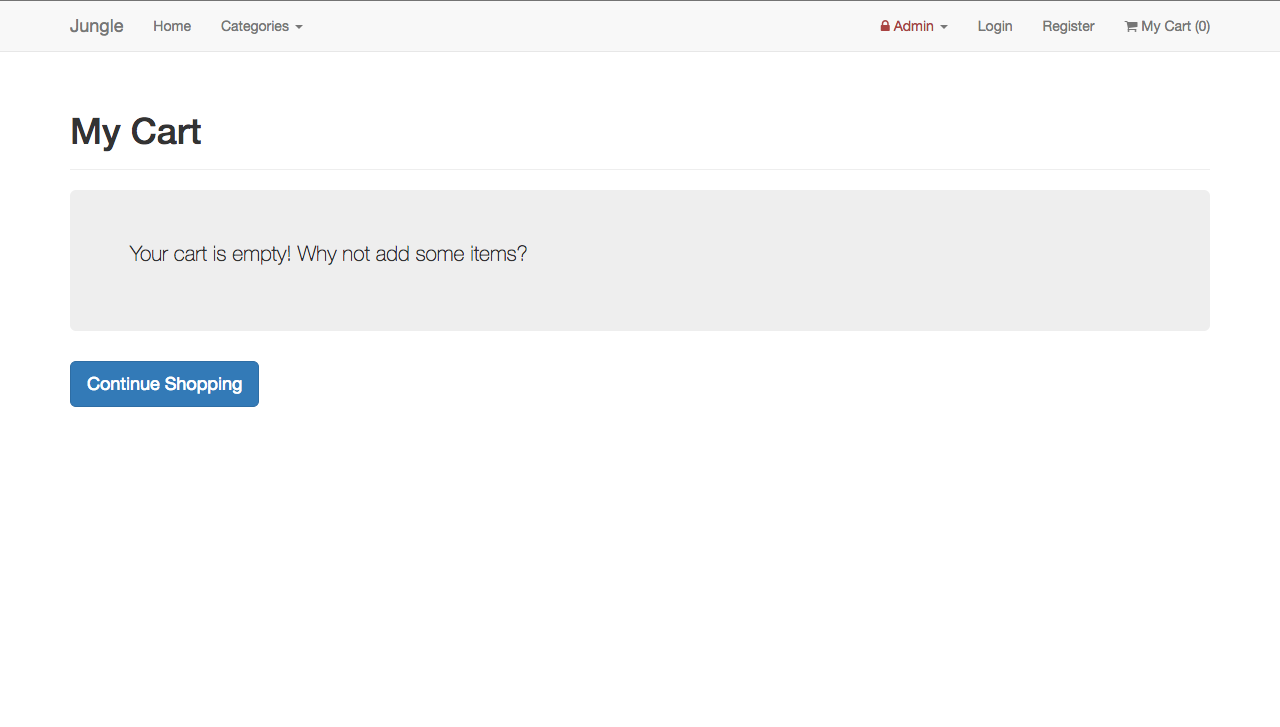 Jungle Home Categories Admin Login Register My Cart (0)
My Cart
Your cart is empty! Why not add some items?
Continue Shopping